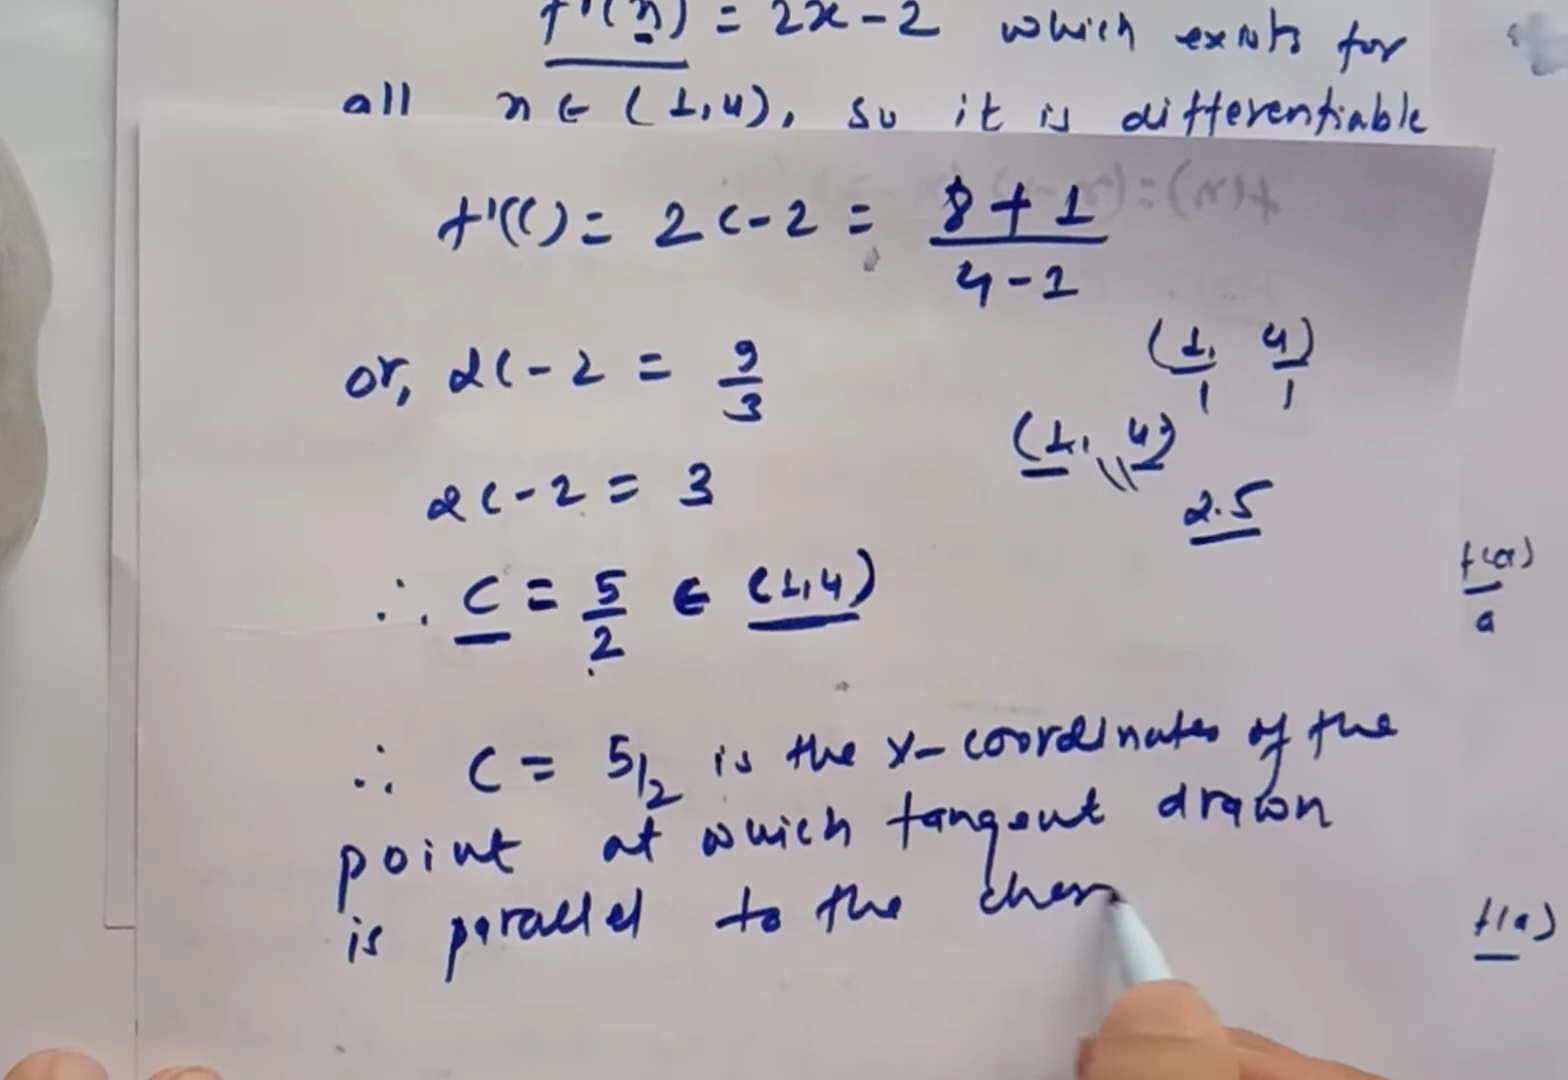 f'(x) = 2x - 2 which exists for
all x ∈ (1,4), so it is differentiable
f'(c) = 2c - 2 = 8+1/4-1
or, 2c - 2 = 9/3
(1, 4)
(1, 4)
2c - 2 = 3
2.5
∴ c = 5/2 ∈ (1,4)
f(a)
a
∴ c = 5/2 is the x-coordinates of the
point at which tangent drawn
is parallel to the chor
f(a)